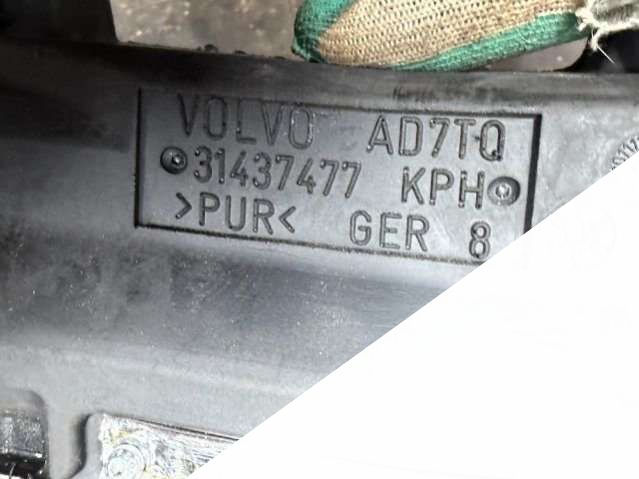 VOLVO AD7TQ
31437477 KPH
>PUR< GER 8